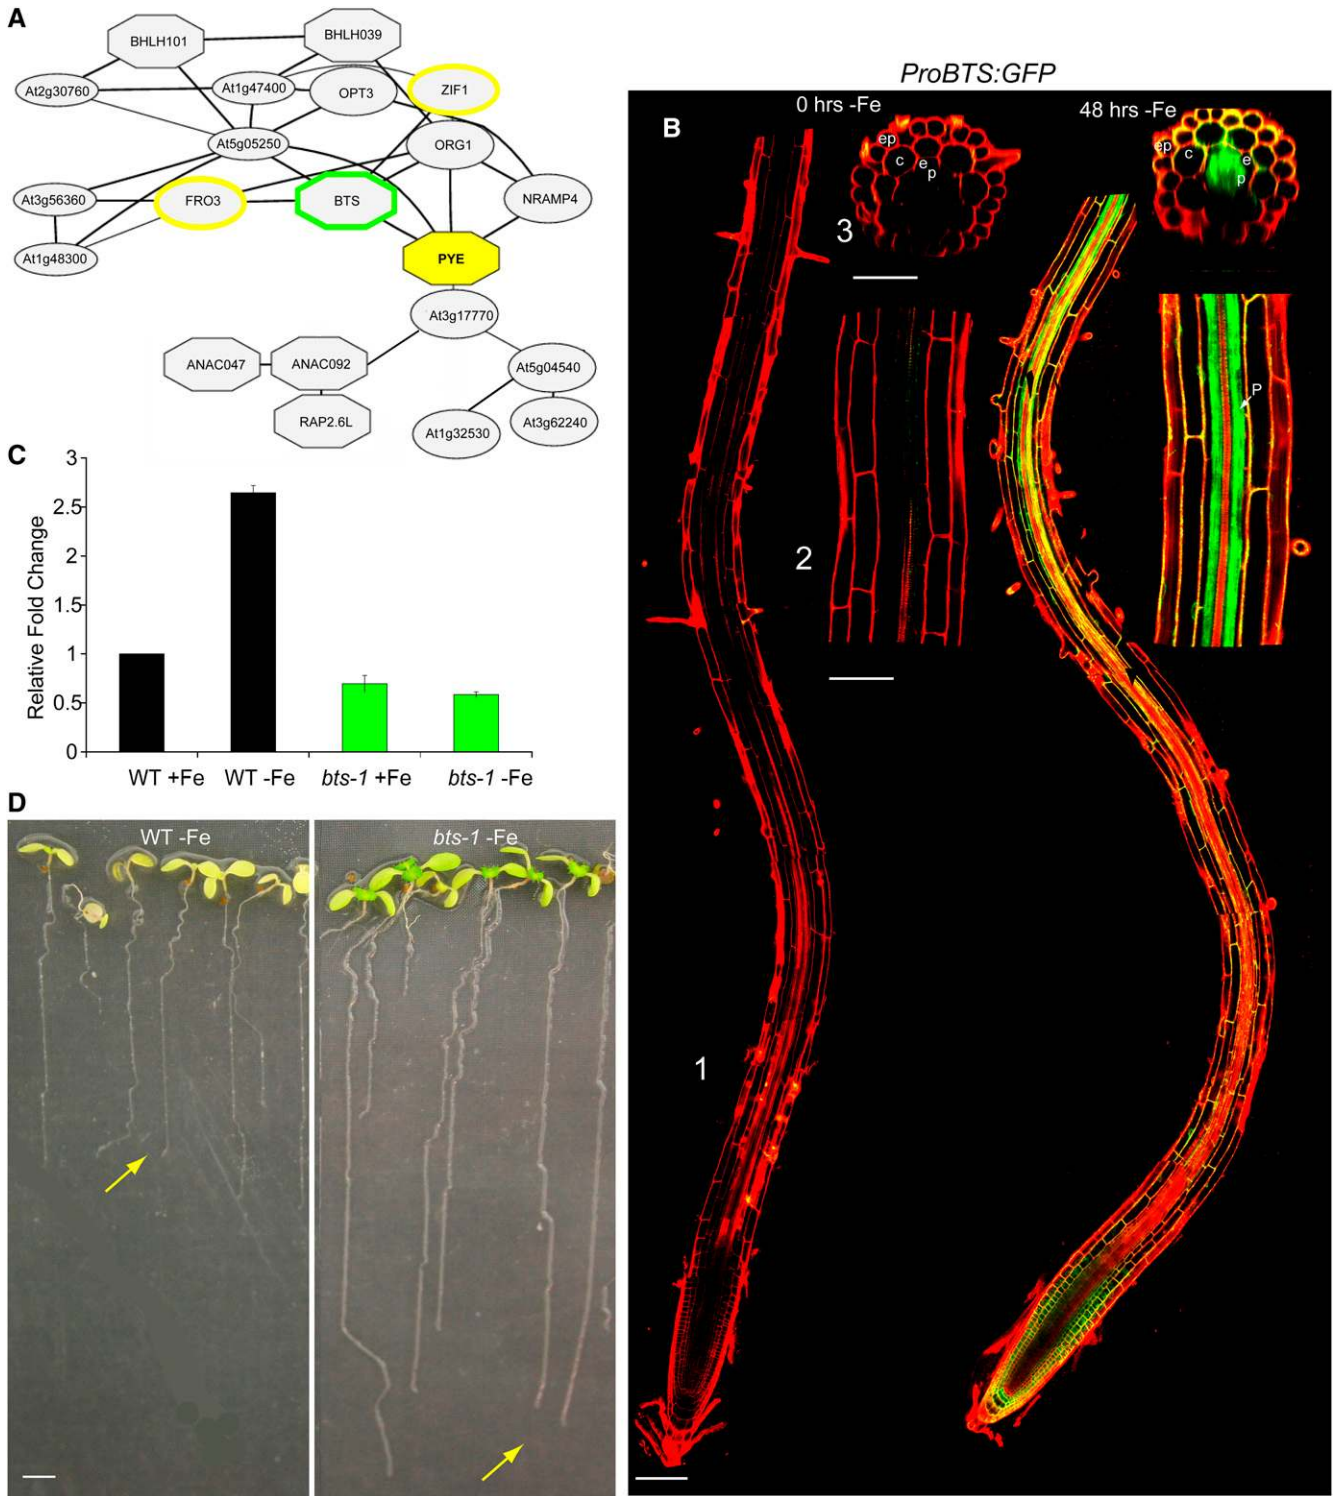 A
BHLH101
BHLH039
At2g30760
At1g47400
OPT3
ZIF1
At5g05250
ORG1
At3g56360
FRO3
BTS
NRAMP4
At1g48300
PYE
At3g17770
ANAC047
ANAC092
At5g04540
RAP2.6L
At1g32530
At3g62240
ProBTS:GFP
B
0 hrs -Fe
48 hrs -Fe
ep
c
e
p
ep
c
e
p
3
P
2
1
C
Relative Fold Change
3
2.5
2
1.5
1
0.5
0
WT +Fe
WT -Fe
bts-1 +Fe
bts-1 -Fe
D
WT -Fe
bts-1 -Fe